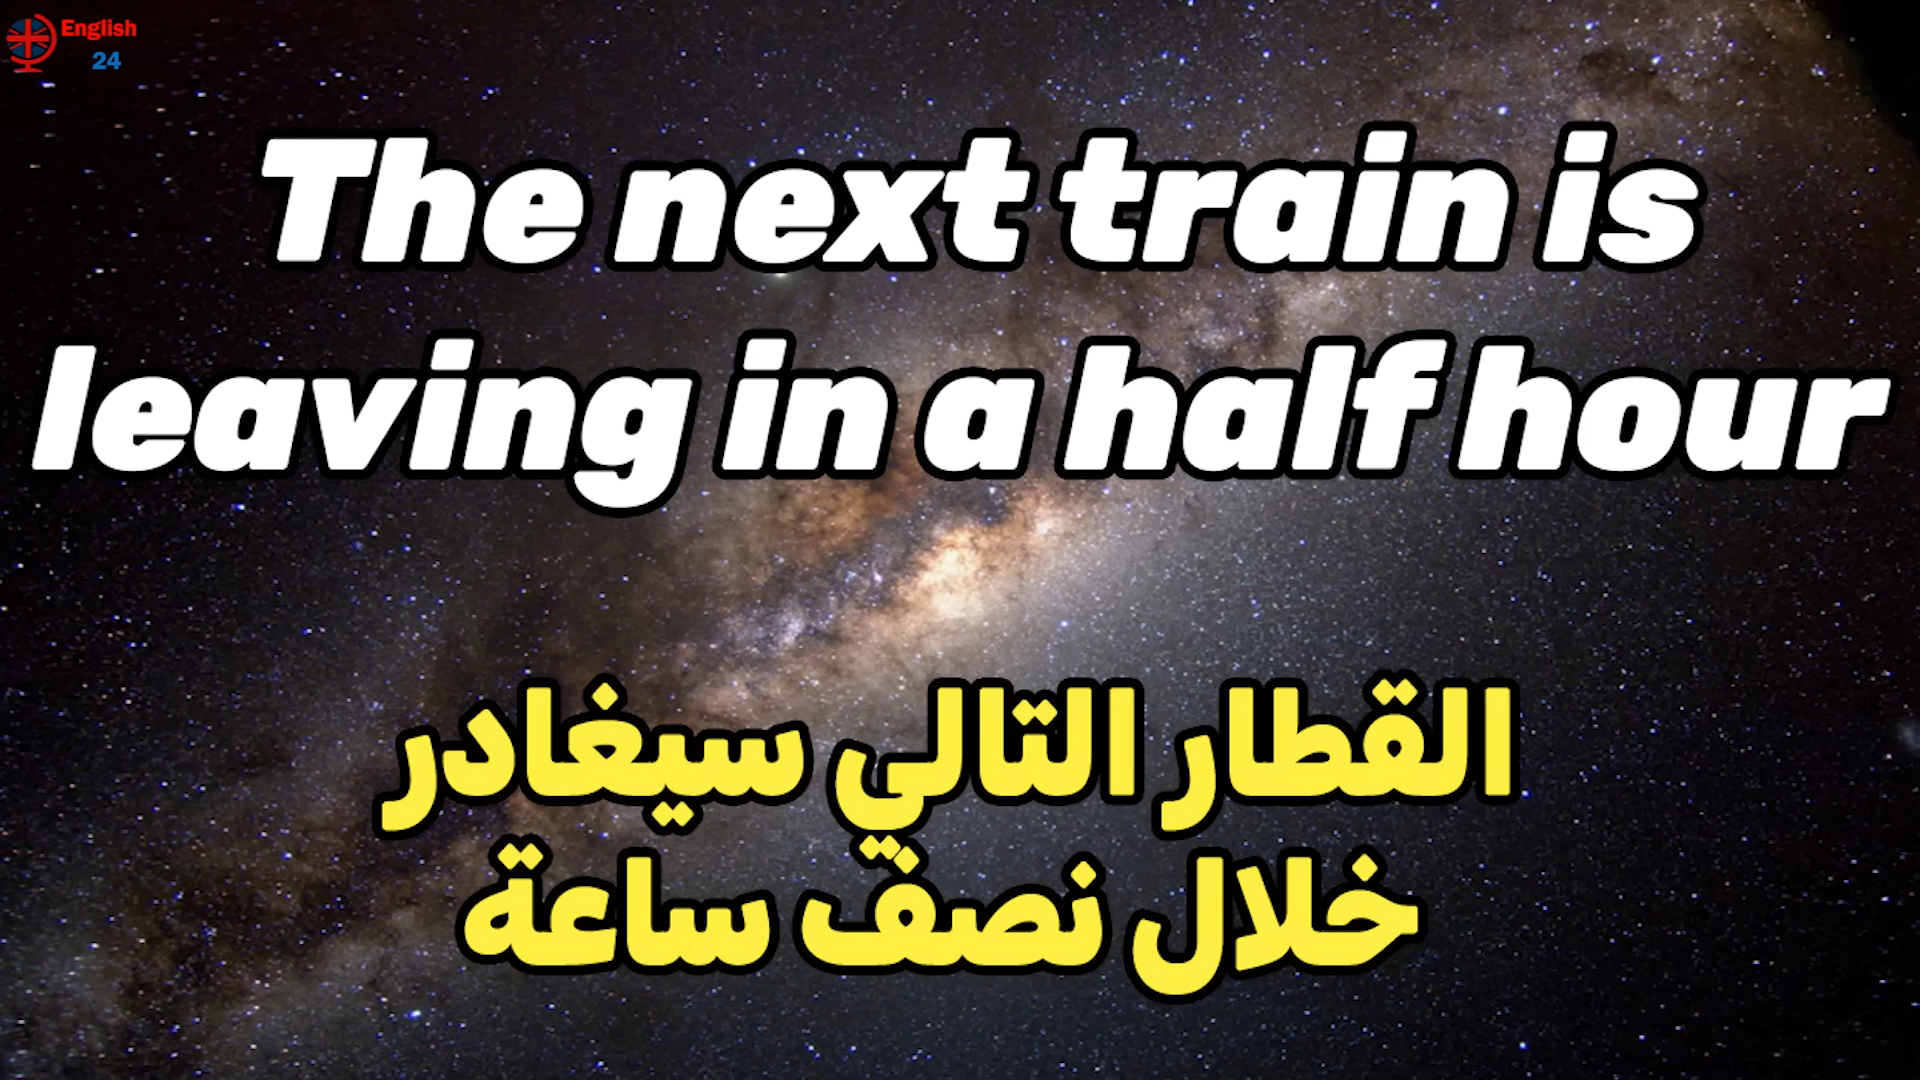 English
24
The next train is
leaving in a half hour
القطار التالي سيغادر
خلال نصف ساعة